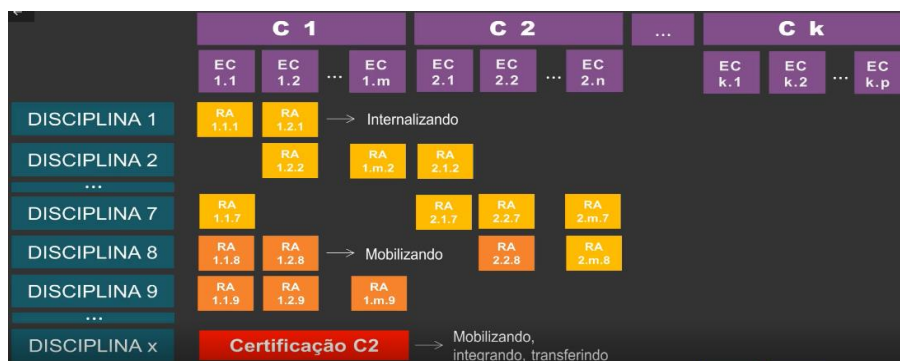 C 1 C 2 ... C k
EC 1.1 EC 1.2 ... EC 1.m EC 2.1 EC 2.2 ... EC 2.n EC k.1 EC k.2 ... EC k.p
DISCIPLINA 1 RA 1.1.1 RA 1.2.1 → Internalizando
DISCIPLINA 2 RA 1.2.2 RA 1.m.2 RA 2.1.2
...
DISCIPLINA 7 RA 1.1.7 RA 2.1.7 RA 2.2.7 RA 2.m.7
DISCIPLINA 8 RA 1.1.8 RA 1.2.8 → Mobilizando RA 2.2.8 RA 2.m.8
DISCIPLINA 9 RA 1.1.9 RA 1.2.9 RA 1.m.9
...
DISCIPLINA x Certificação C2 → Mobilizando,
integrando, transferindo